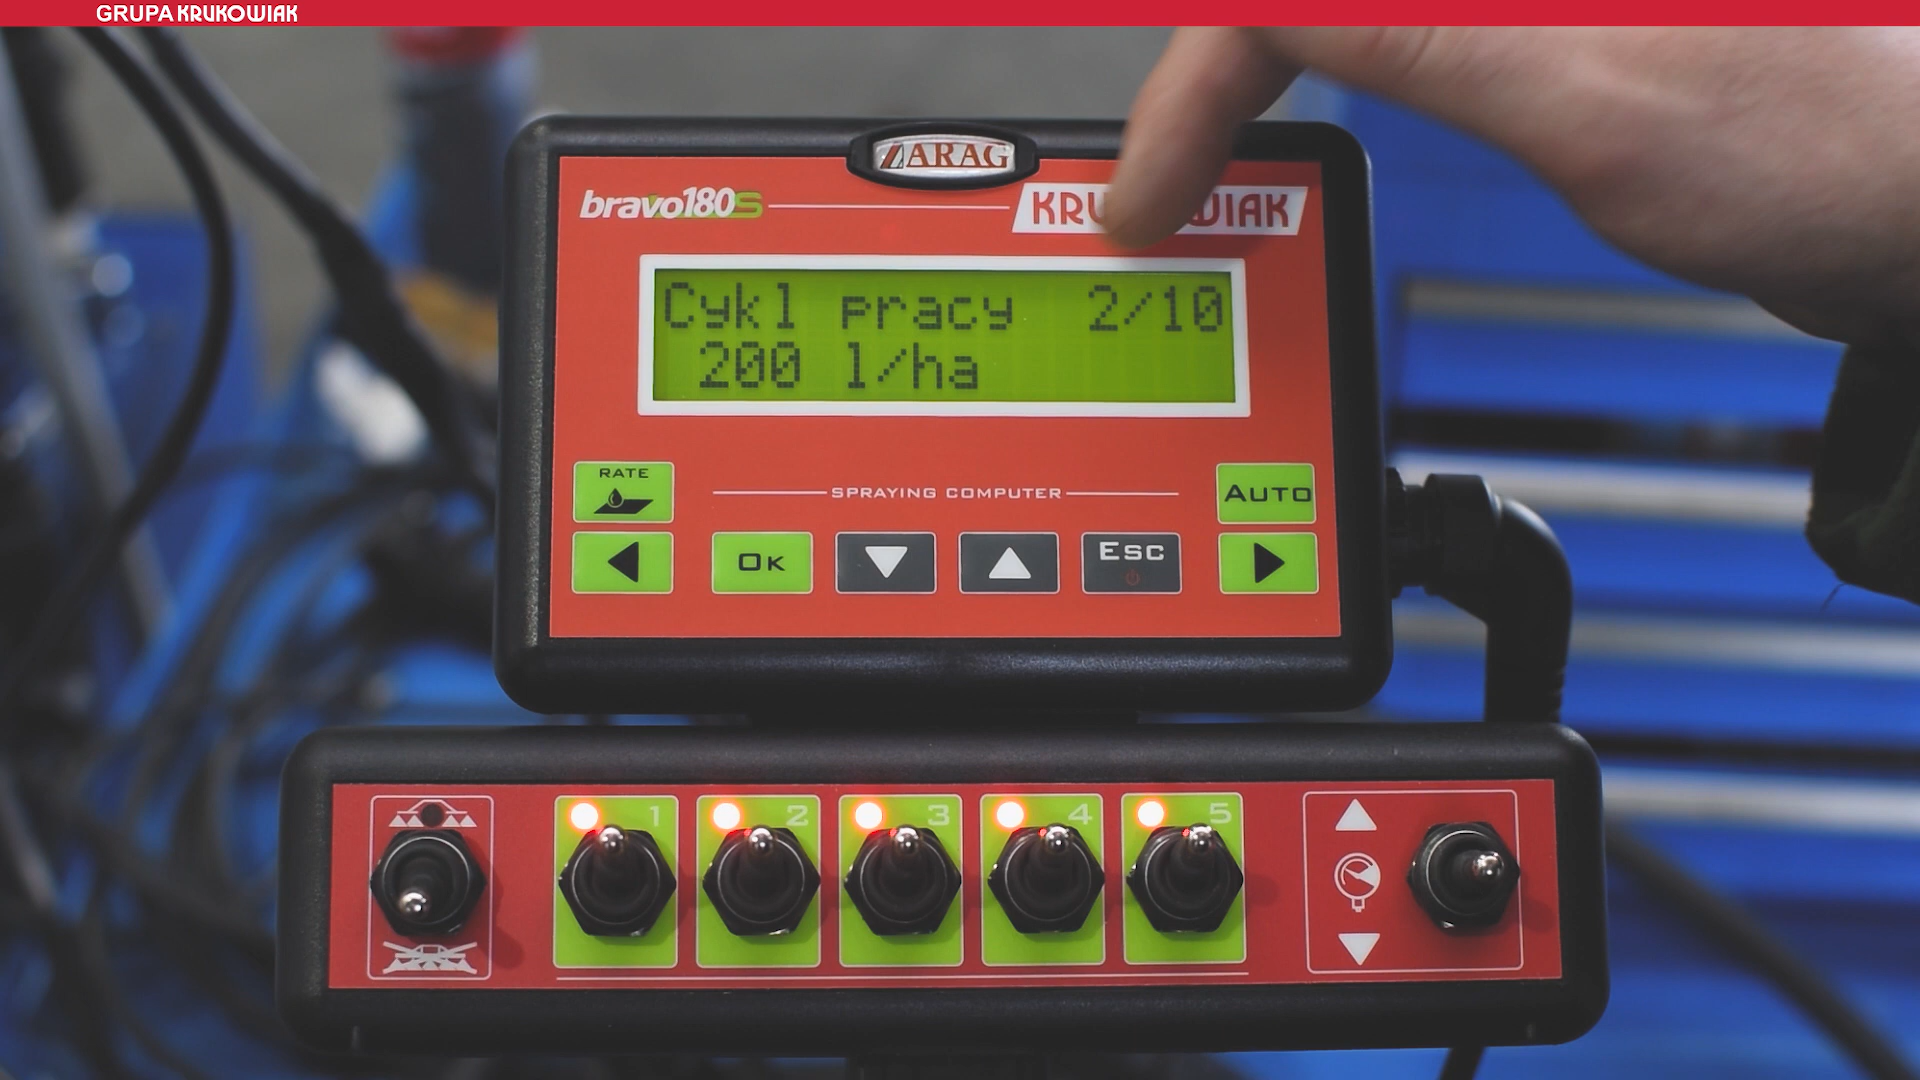 GRUPA KRUKOWIAK
ARAG
bravo180S
Cykl pracy 2/10
200 l/ha
RATE
SPRAYING COMPUTER
AUTO
OK
ESC
1 2 3 4 5